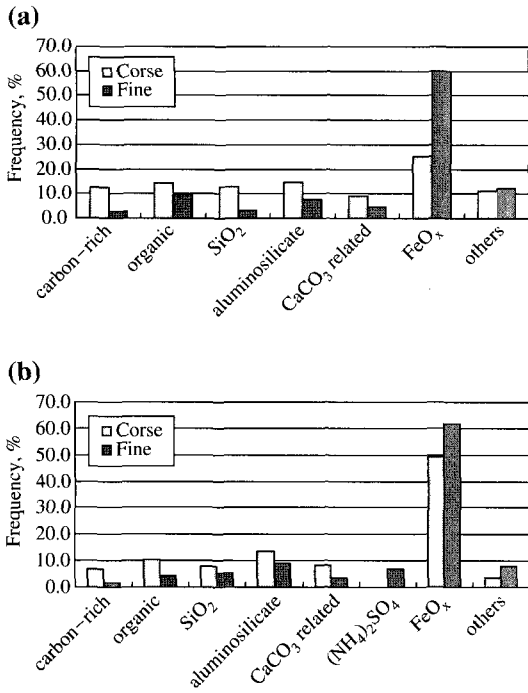 (a)
70.0
60.0
50.0
40.0
30.0
20.0
10.0
0.0
Frequency, %
Corse
Fine
carbon-rich
organic
SiO₂
aluminosilicate
CaCO₃ related
FeOₓ
others
(b)
70.0
60.0
50.0
40.0
30.0
20.0
10.0
0.0
Frequency, %
Corse
Fine
carbon-rich
organic
SiO₂
aluminosilicate
CaCO₃ related
(NH₄)₂SO₄
FeOₓ
others